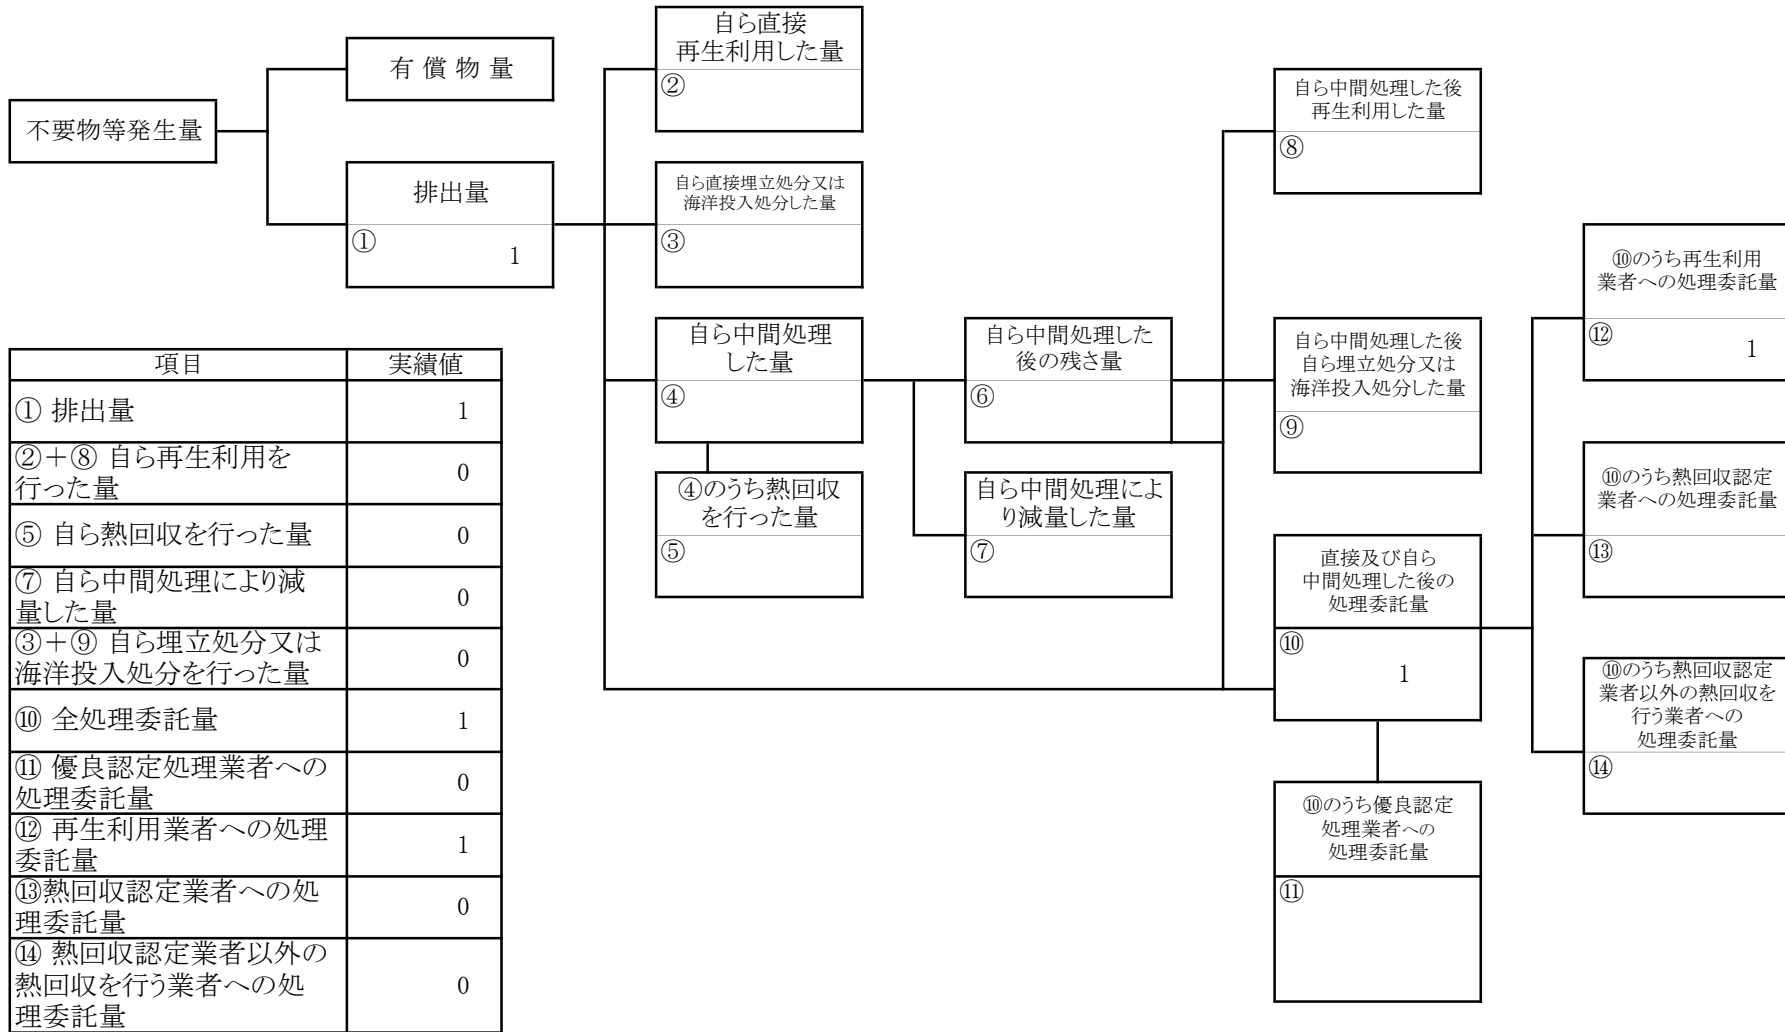 不要物等発生量
有償物量
排出量
①
1
自ら直接
再生利用した量
②
自ら直接埋立処分又は
海洋投入処分した量
③
自ら中間処理
した量
④
④のうち熱回収
を行った量
⑤
自ら中間処理した
後の残さ量
⑥
自ら中間処理によ
り減量した量
⑦
自ら中間処理した後
再生利用した量
⑧
自ら中間処理した後
自ら埋立処分又は
海洋投入処分した量
⑨
直接及び自ら
中間処理した後の
処理委託量
⑩
1
⑩のうち優良認定
処理業者への
処理委託量
⑪
⑩のうち再生利用
業者への処理委託量
⑫
1
⑩のうち熱回収認定
業者への処理委託量
⑬
⑩のうち熱回収認定
業者以外の熱回収を
行う業者への
処理委託量
⑭
項目 実績値
① 排出量 1
②+⑧ 自ら再生利用を
行った量 0
⑤ 自ら熱回収を行った量 0
⑦ 自ら中間処理により減
量した量 0
③+⑨ 自ら埋立処分又は
海洋投入処分を行った量 0
⑩ 全処理委託量 1
⑪ 優良認定処理業者への
処理委託量 0
⑫ 再生利用業者への処理
委託量 1
⑬熱回収認定業者への処
理委託量 0
⑭ 熱回収認定業者以外の
熱回収を行う業者への処
理委託量 0